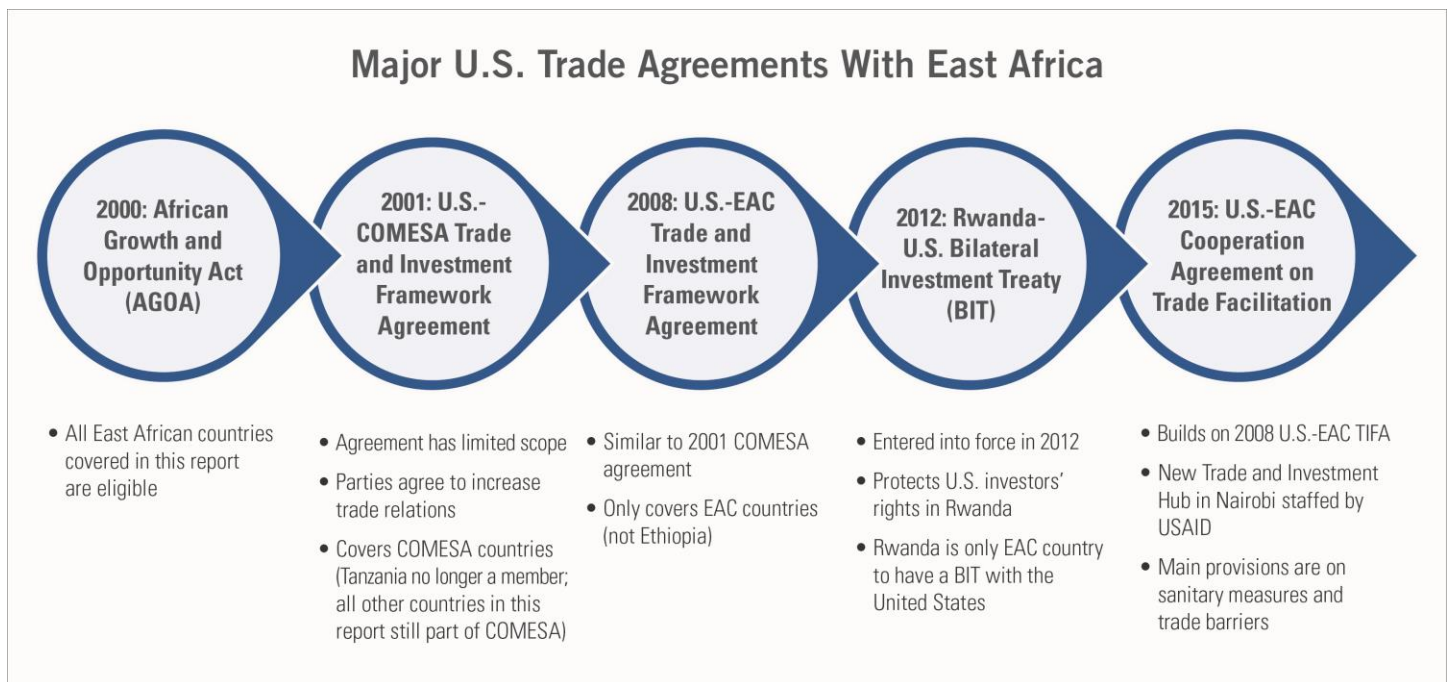 Major U.S. Trade Agreements With East Africa
2000: African
Growth and
Opportunity Act
(AGOA)
• All East African countries
covered in this report
are eligible
2001: U.S.-
COMESA Trade
and Investment
Framework
Agreement
• Agreement has limited scope
• Parties agree to increase
trade relations
• Covers COMESA countries
(Tanzania no longer a member;
all other countries in this
report still part of COMESA)
2008: U.S.-EAC
Trade and
Investment
Framework
Agreement
• Similar to 2001 COMESA
agreement
• Only covers EAC countries
(not Ethiopia)
2012: Rwanda-
U.S. Bilateral
Investment Treaty
(BIT)
• Entered into force in 2012
• Protects U.S. investors’
rights in Rwanda
• Rwanda is only EAC country
to have a BIT with the
United States
2015: U.S.-EAC
Cooperation
Agreement on
Trade Facilitation
• Builds on 2008 U.S.-EAC TIFA
• New Trade and Investment
Hub in Nairobi staffed by
USAID
• Main provisions are on
sanitary measures and
trade barriers